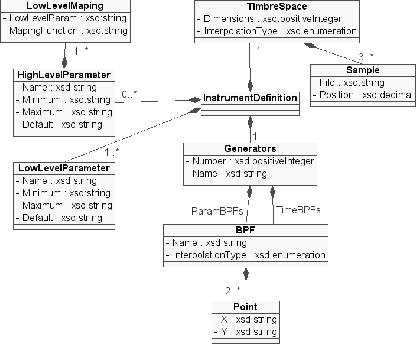 LowLevelMaping
- LowLevelParam : xsd:string
MappingFunction : xsd:string
1..*
TimbreSpace
- Dimensions : xsd:positiveInteger
- InterpolationType : xsd:enumeration
3..*
Sample
File : xsd:string
- Position : xsd:decimal
HighLevelParameter
- Name : xsd:string
- Minimum : xsd:string
- Maximum : xsd:string
Default : xsd:string
0..*
InstrumentDefinition
1
1
1..*
LowLevelParameter
- Name : xsd:string
- Minimum : xsd:string
Maximum : xsd:string
- Default : xsd:string
Generators
- Number : xsd:positiveInteger
Name : xsd:string
ParamBPFs
TimeBPFs
BPF
- Name : xsd:string
- InterpolationType : xsd:enumeration
2..*
Point
X : xsd:string
- Y : xsd:string